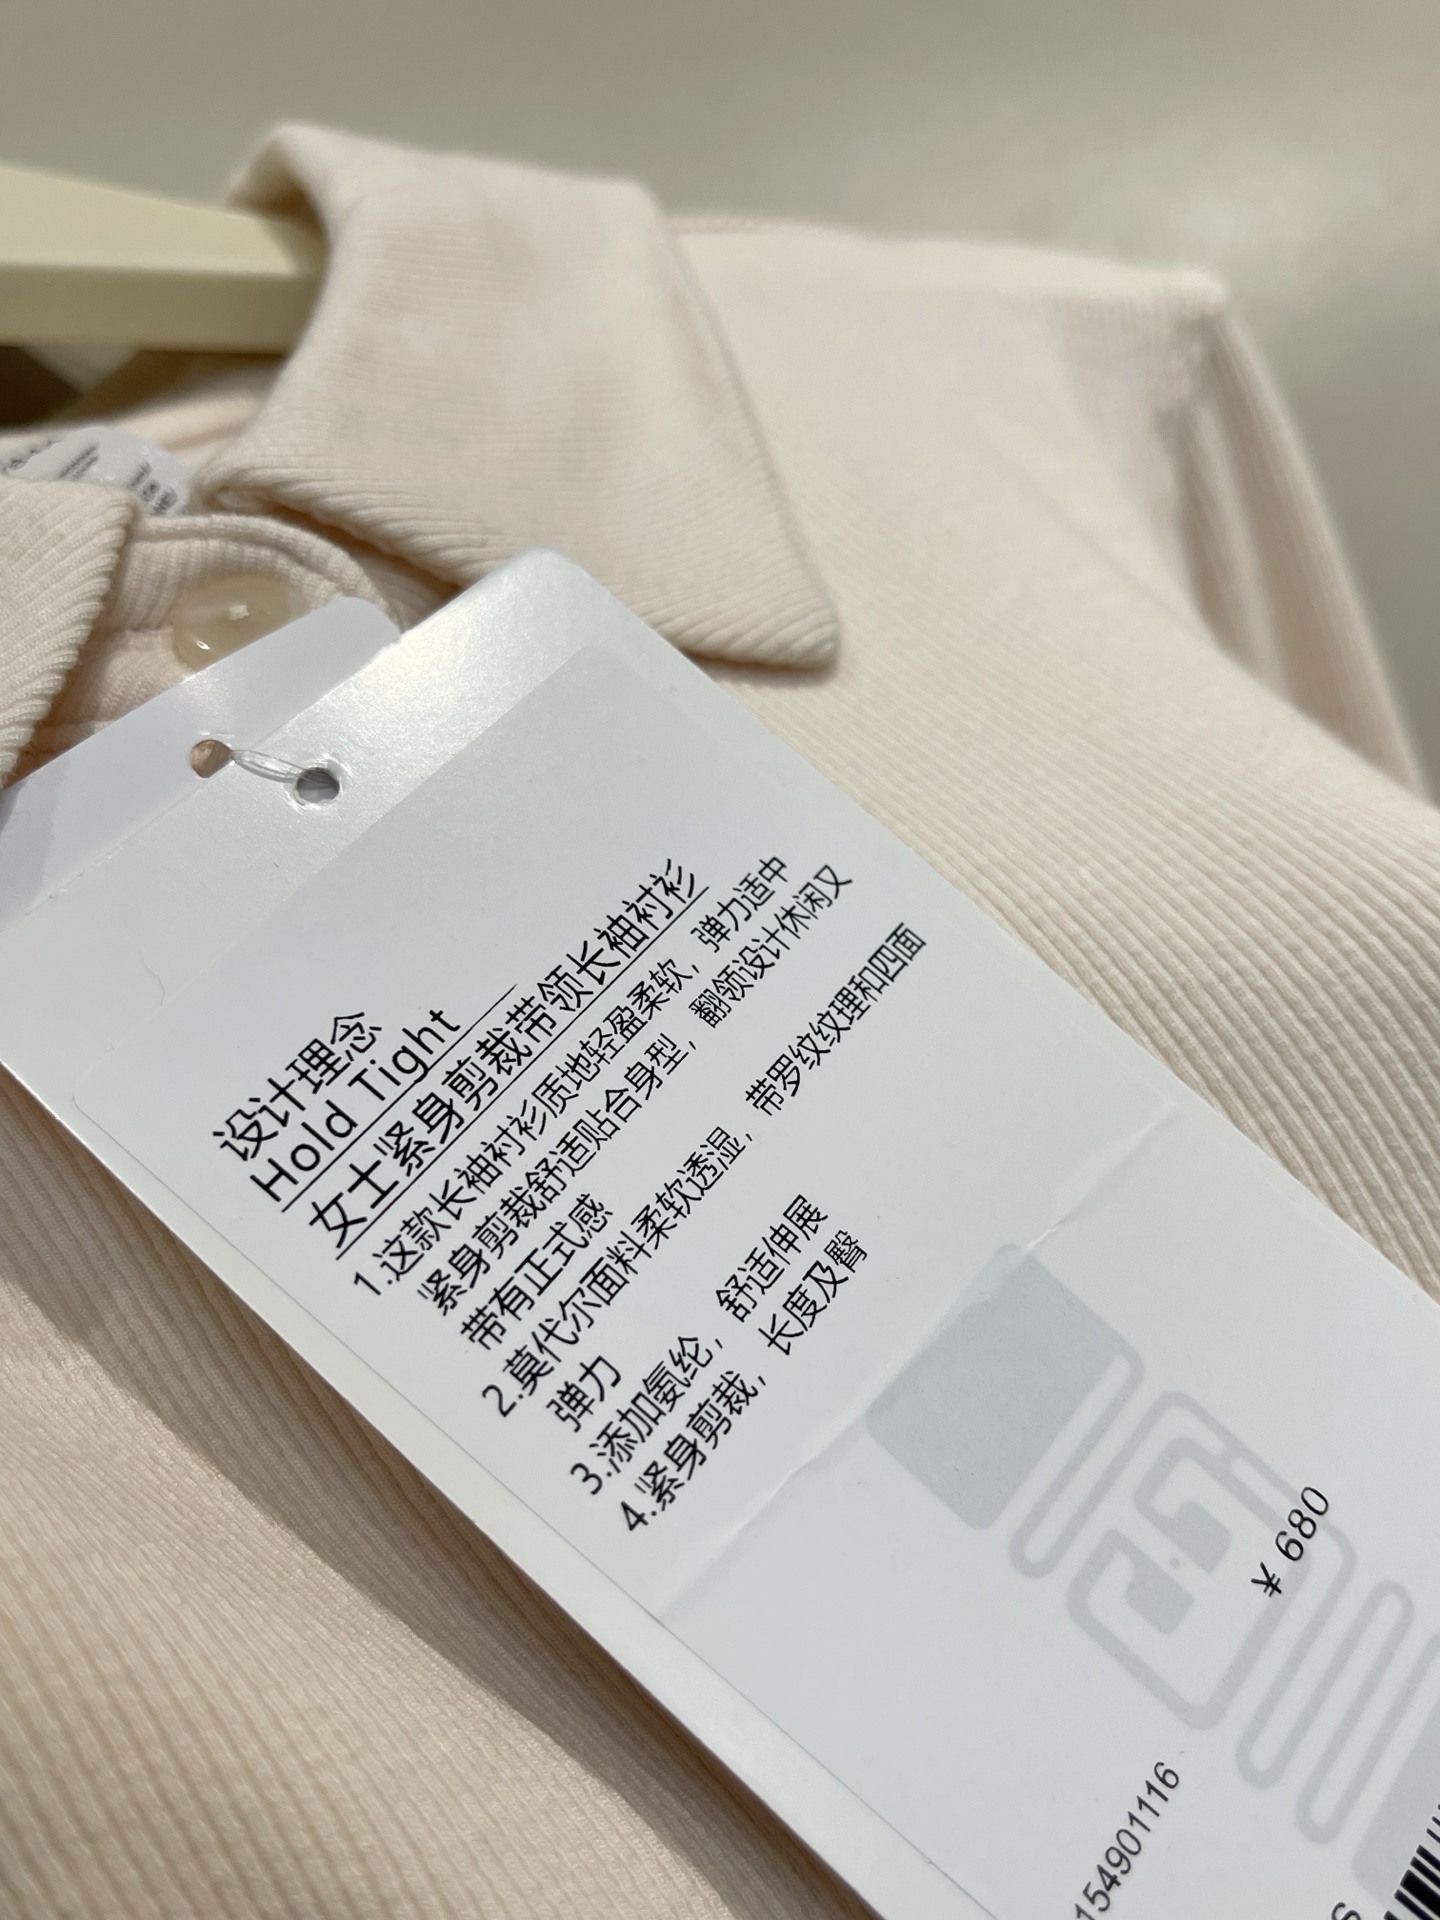 设计理念
Hold Tight
女士紧身剪裁带领长袖衬衫
1.这款长袖衬衫质地轻盈柔软，弹力适中
紧身剪裁舒适贴合身型，翻领设计休闲又
带有正式感
2.莫代尔面料柔软透湿，带罗纹纹理和四面
弹力
3.添加氨纶，舒适伸展
4.紧身剪裁，长度及臀
¥ 680
154901116